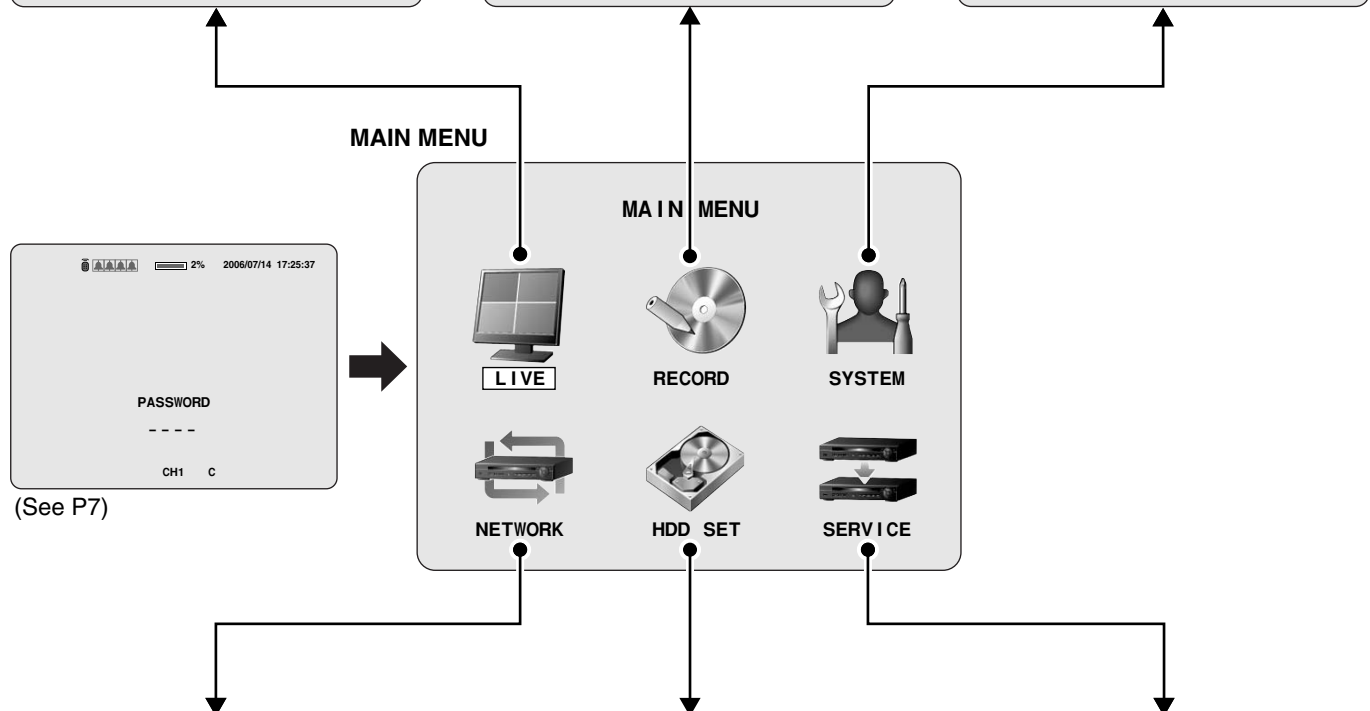 MAIN MENU
MAIN MENU
2% 2006/07/14 17:25:37
PASSWORD
- - - -
CH1 C
(See P7)
LIVE RECORD SYSTEM
NETWORK HDD SET SERVICE